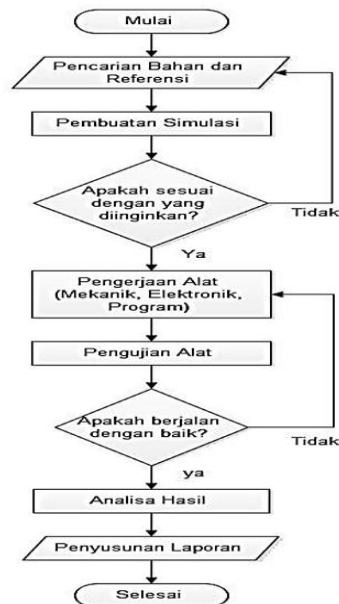 Mulai
Pencarian Bahan dan
Referensi
Pembuatan Simulasi
Apakah sesuai
dengan yang
diinginkan?
Tidak
Ya
Pengerjaan Alat
(Mekanik, Elektronik,
Program)
Pengujian Alat
Apakah berjalan
dengan baik?
Tidak
ya
Analisa Hasil
Penyusunan Laporan
Selesai